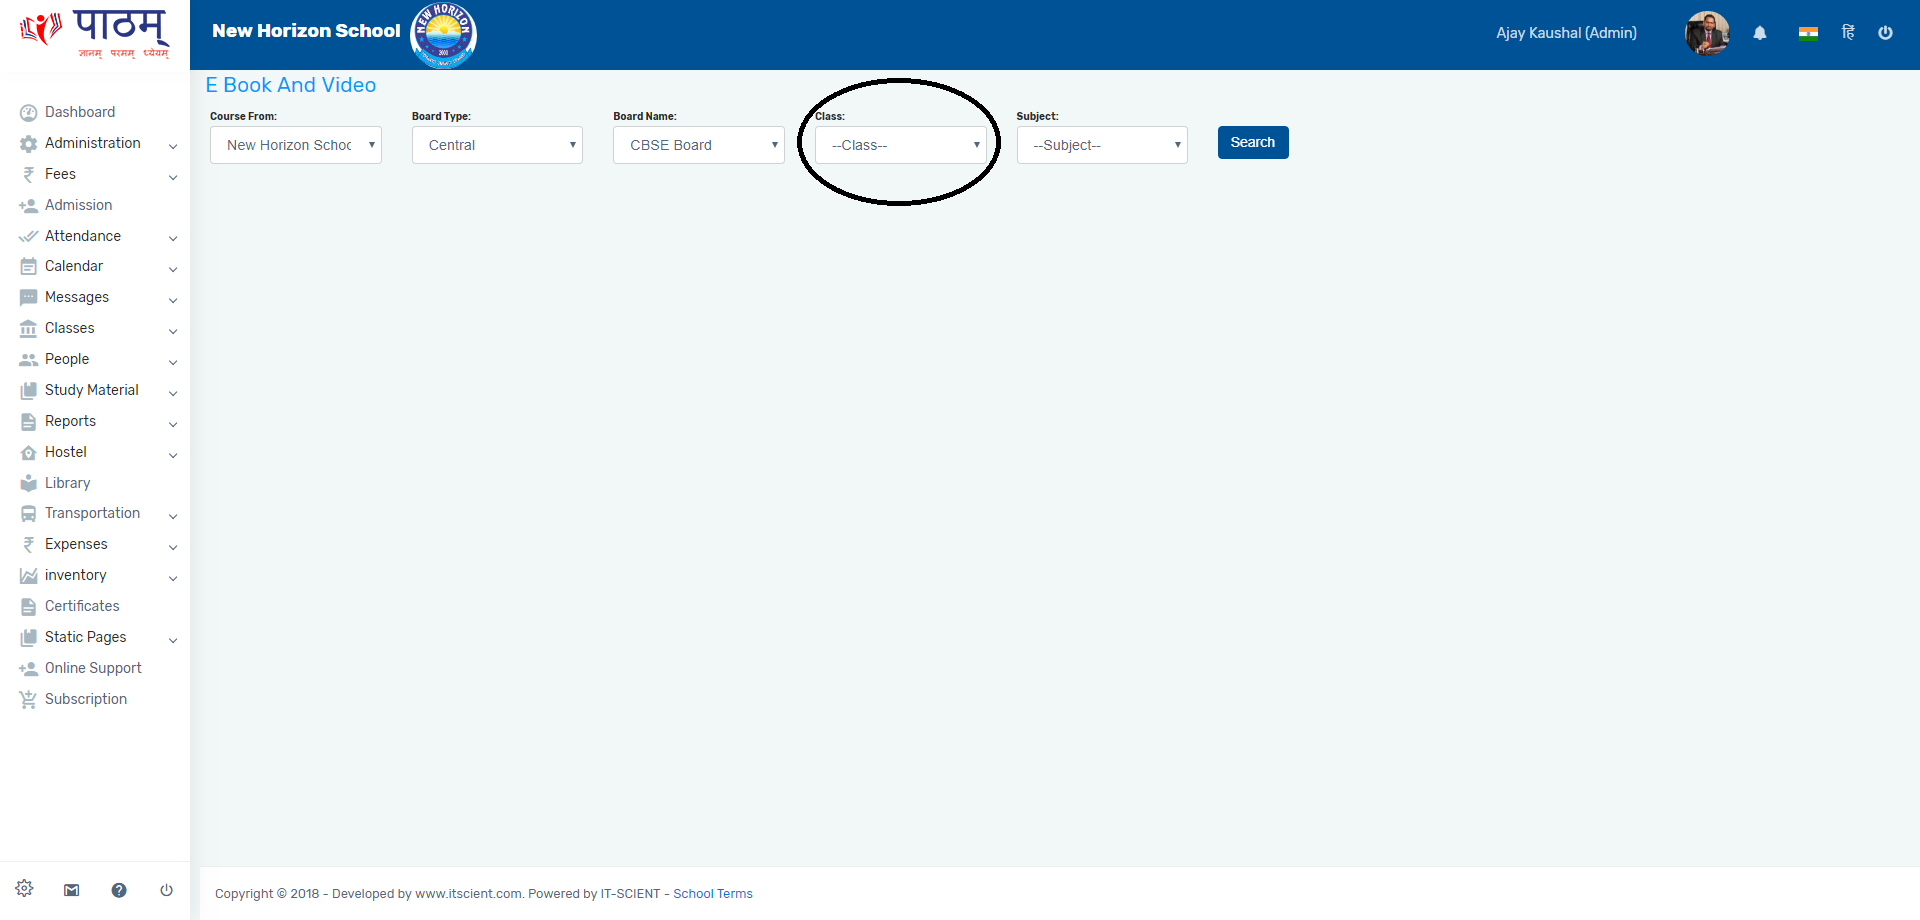 पाठम्
ज्ञानम् परमम् ध्येयम्
New Horizon School
NEW HORIZON
Ajay Kaushal (Admin)
हिं
E Book And Video
Course From:
Board Type:
Board Name:
Class:
Subject:
New Horizon Schoo
Central
CBSE Board
--Class--
--Subject--
Search
Dashboard
Administration
Fees
Admission
Attendance
Calendar
Messages
Classes
People
Study Material
Reports
Hostel
Library
Transportation
Expenses
inventory
Certificates
Static Pages
Online Support
Subscription
Copyright © 2018 - Developed by www.itscient.com. Powered by IT-SCIENT - School Terms